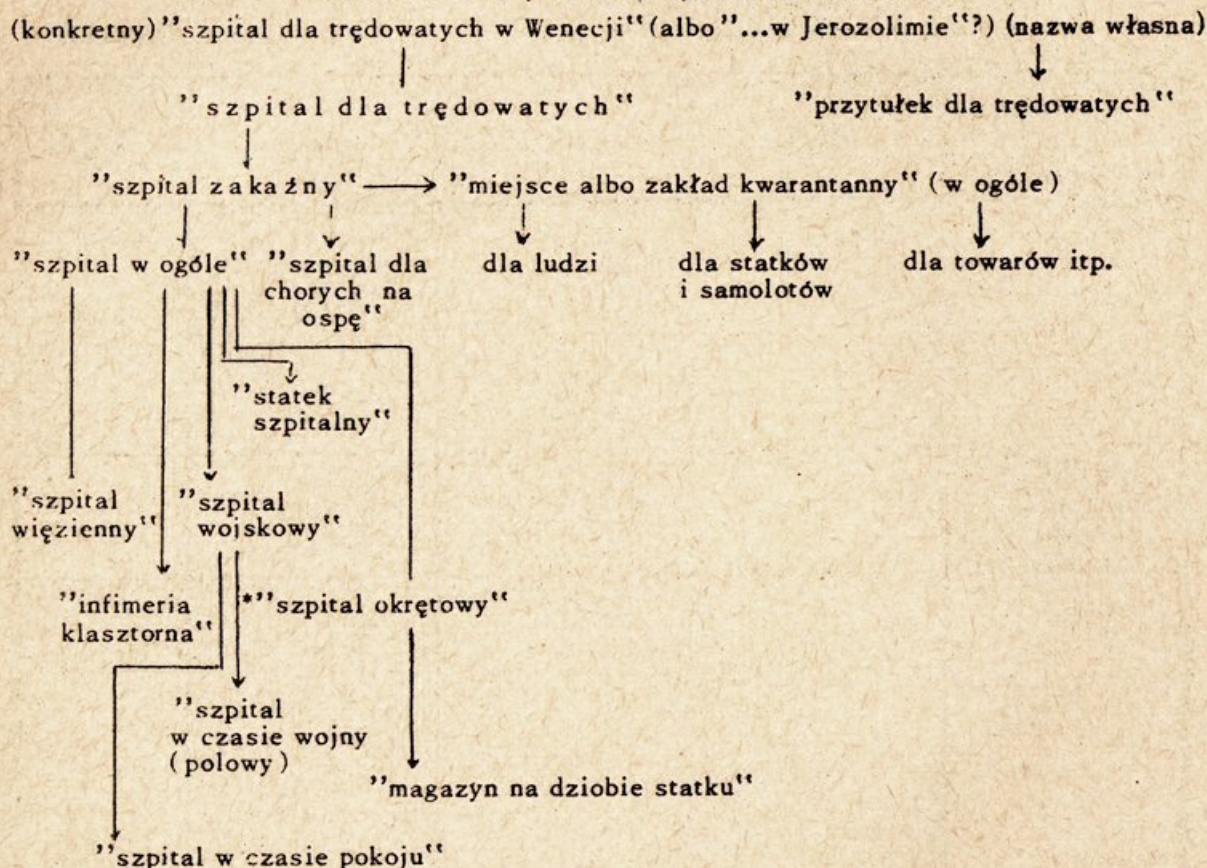 (konkretny) ”szpital dla trędowatych w Wenecji“ (albo ”...w Jerozolimie“?) (nazwa własna)
”szpital dla trędowatych“ ”przytułek dla trędowatych“
”szpital zakaźny“ ”miejsce albo zakład kwarantanny“ (w ogóle)
”szpital w ogóle“ ”szpital dla dla ludzi dla statków dla towarów itp.
chorych na i samolotów
ospę“
”statek
szpitalny“
”szpital ”szpital
więzienny“ wojskowy“
”infimeria *”szpital okrętowy“
klasztorna“
”szpital
w czasie wojny
(polowy)
”magazyn na dziobie statku“
”szpital w czasie pokoju“